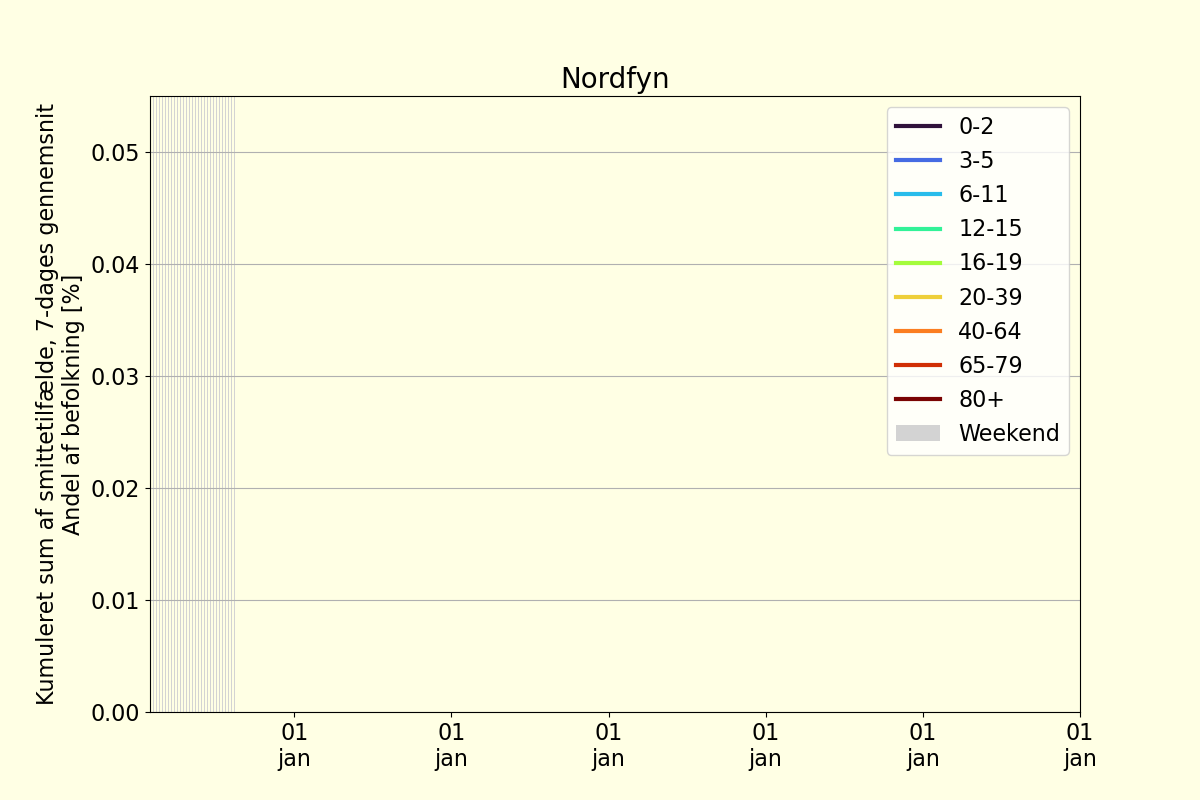 Nordfyn
Kumuleret sum af smittetilfælde, 7-dages gennemsnit
Andel af befolkning [%]
0.05
0.04
0.03
0.02
0.01
0.00
0-2
3-5
6-11
12-15
16-19
20-39
40-64
65-79
80+
Weekend
01 01 01 01 01 01
jan jan jan jan jan jan